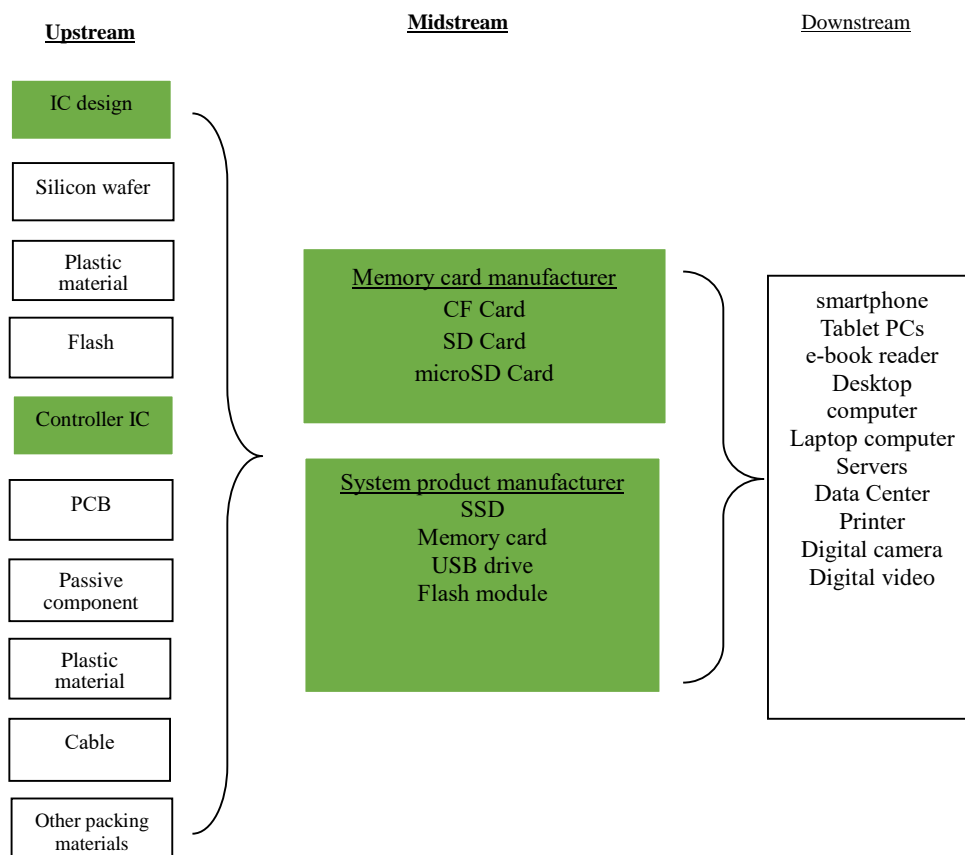 Upstream
IC design
Silicon wafer
Plastic
material
Flash
Controller IC
PCB
Passive
component
Plastic
material
Cable
Other packing
materials
Midstream
Memory card manufacturer
CF Card
SD Card
microSD Card
System product manufacturer
SSD
Memory card
USB drive
Flash module
Downstream
smartphone
Tablet PCs
e-book reader
Desktop
computer
Laptop computer
Servers
Data Center
Printer
Digital camera
Digital video